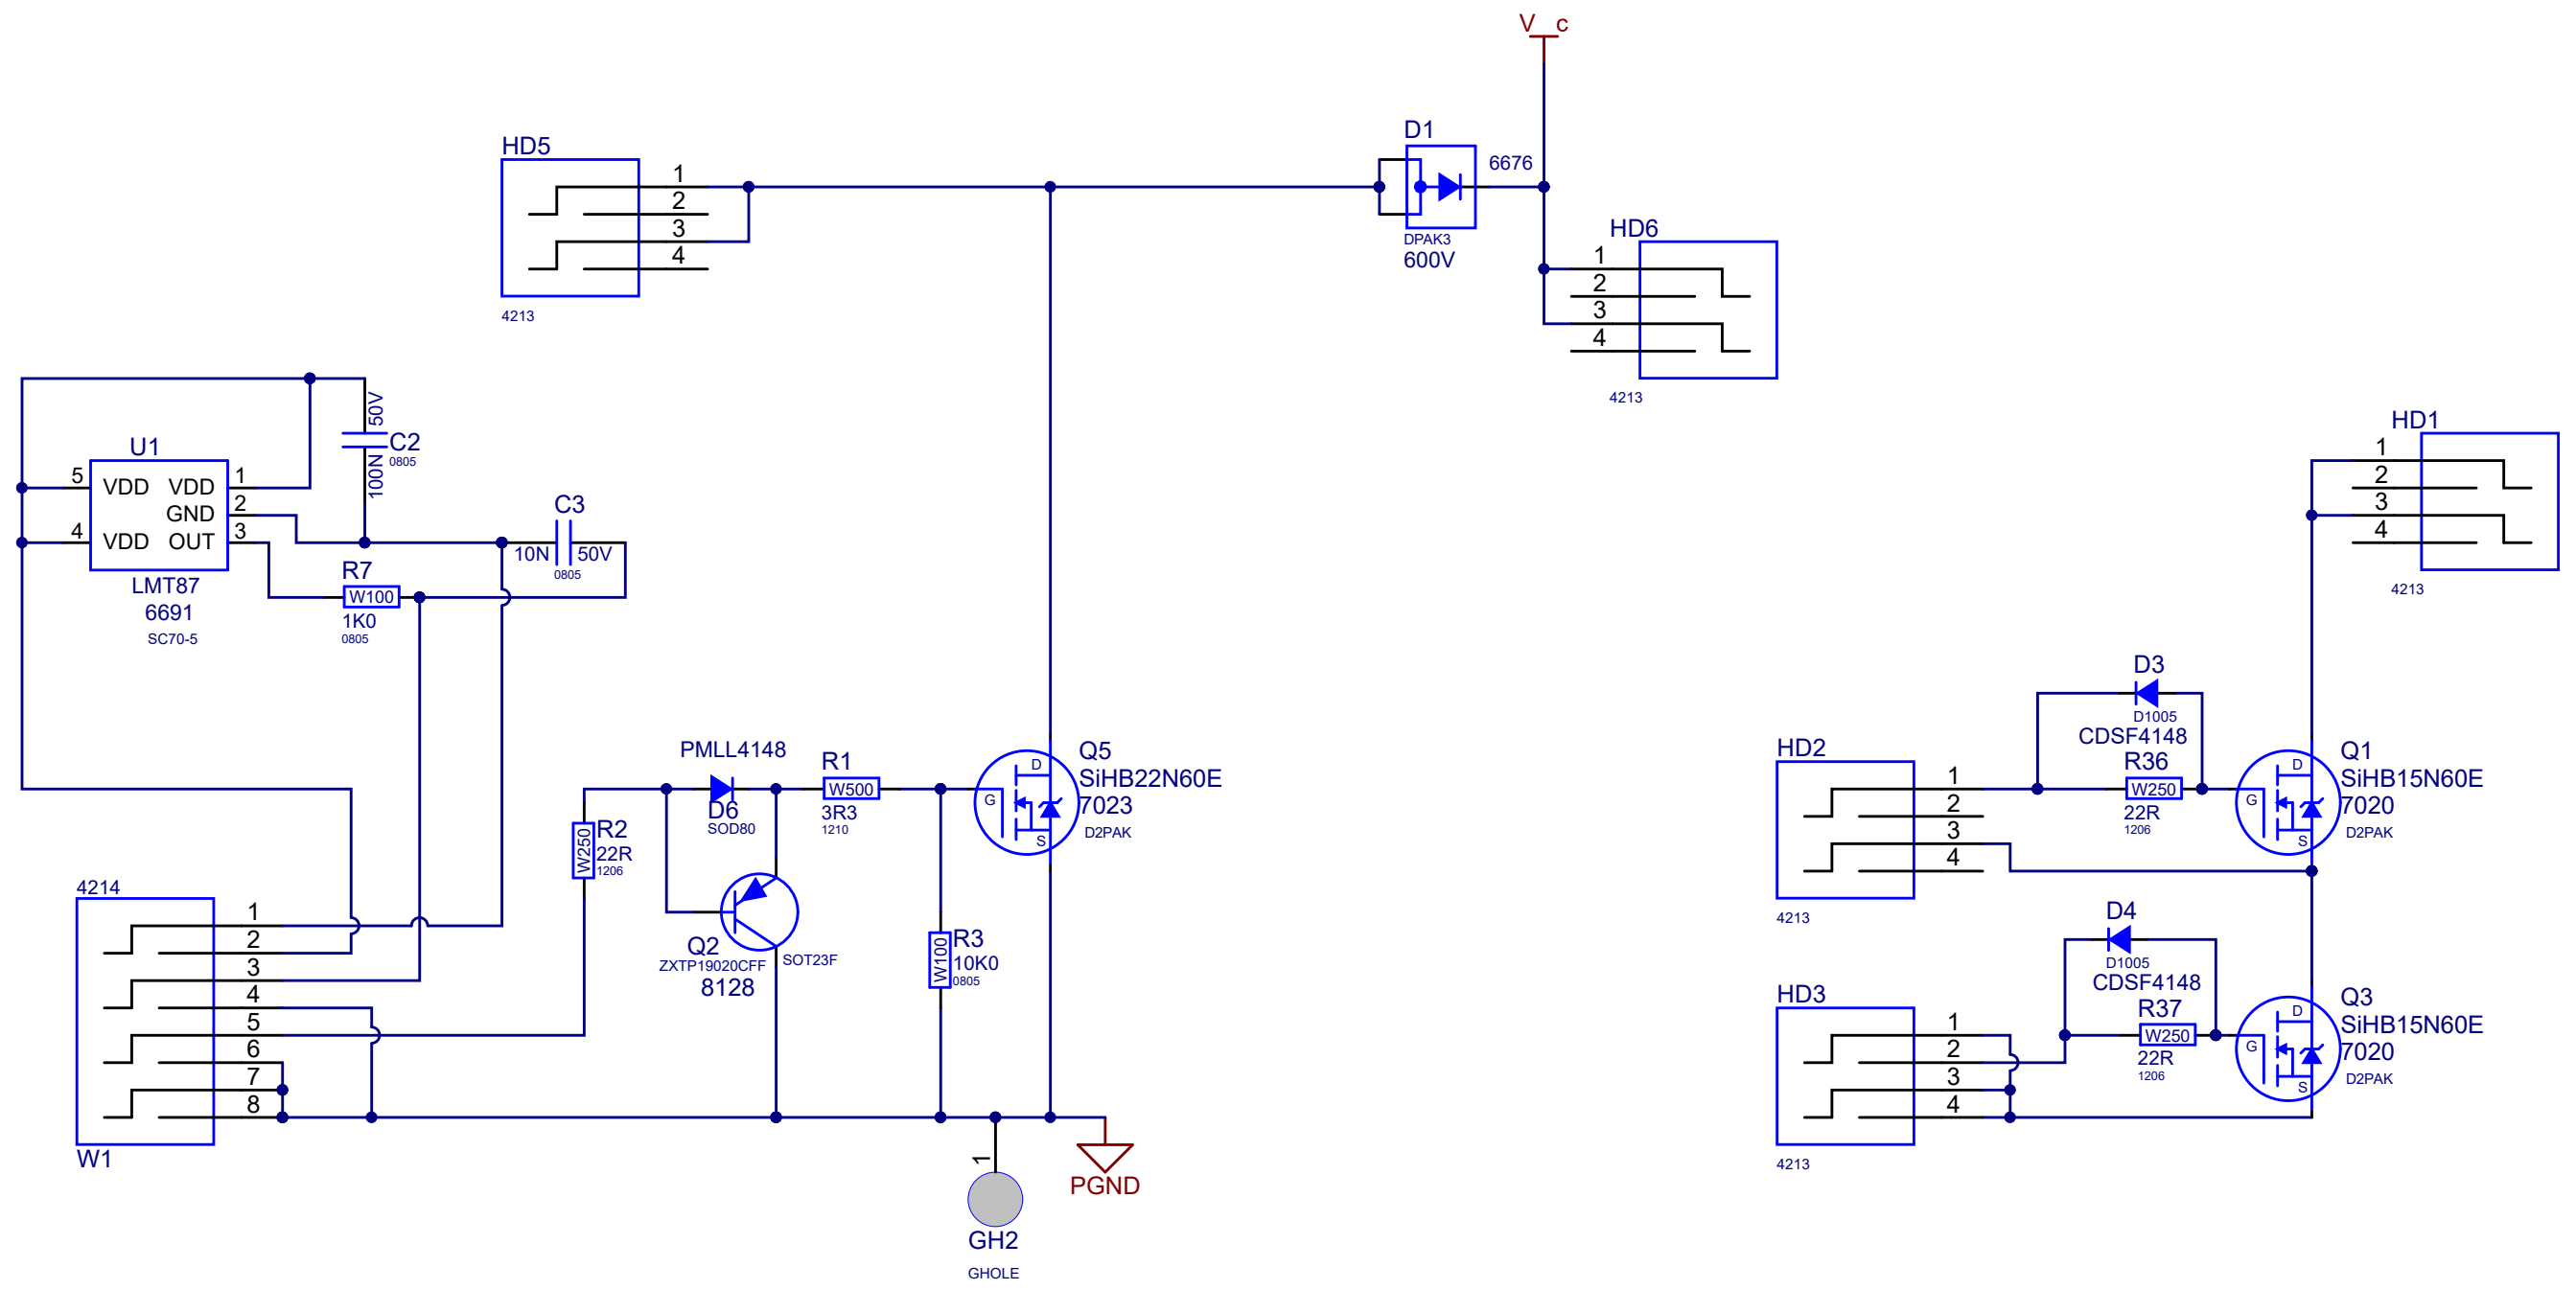 V c
HD5
1
2
3
4
4213
D1
6676
DPAK3
600V
HD6
1
2
3
4
4213
HD1
1
2
3
4
4213
50V
C2
0805
100N
U1
5 VDD VDD 1
GND 2
4 VDD OUT 3
LMT87
6691
SC70-5
C3
10N 50V
0805
R7
W100
1K0
0805
PMLL4148
D6
SOD80
R1
W500
3R3
1210
R2
W250
22R
1206
Q2
ZXTP19020CFF
SOT23F
8128
R3
W100
10K0
0805
Q5
SiHB22N60E
7023
D2PAK
D
G
S
4214
1
2
3
4
5
6
7
8
W1
1
GH2
GHOLE
PGND
HD2
1
2
3
4
4213
D3
D1005
CDSF4148
R36
W250
22R
1206
Q1
SiHB15N60E
7020
D2PAK
D
G
S
HD3
1
2
3
4
4213
D4
D1005
CDSF4148
R37
W250
22R
1206
Q3
SiHB15N60E
7020
D2PAK
D
G
S